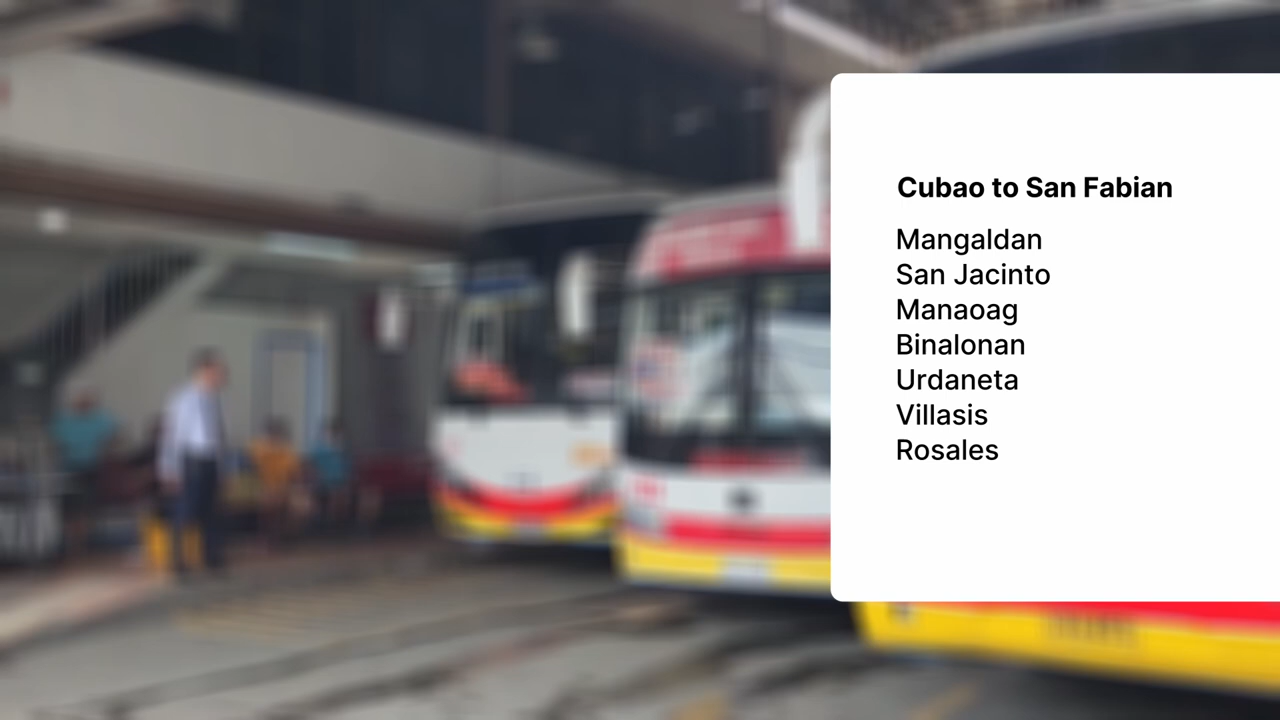 Cubao to San Fabian
Mangaldan
San Jacinto
Manaoag
Binalonan
Urdaneta
Villasis
Rosales